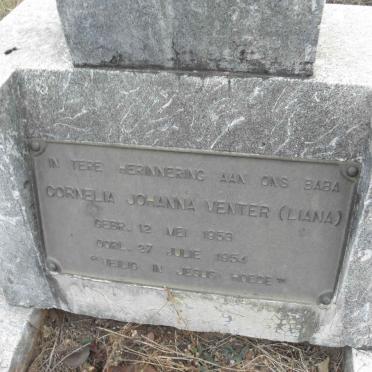 IN TERE HERINNERING AAN ONS BABA
CORNELIA JOHANNA VENTER (LIANA)
GEBR. 12 MEI 1953
OORL. 27 JULIE 1954
"VEILIG IN JESUS HOEDE"